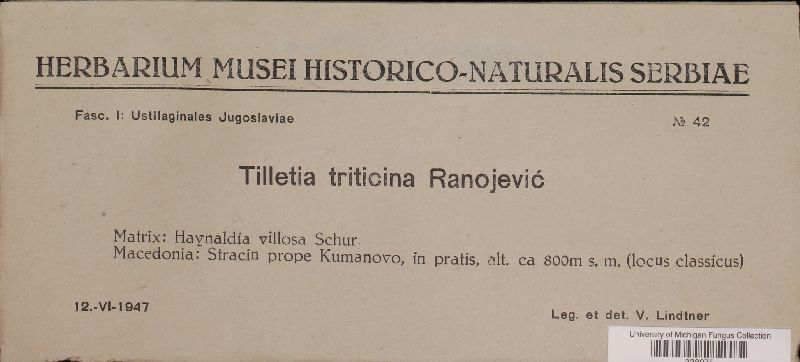 HERBARIUM MUSEI HISTORICO-NATURALIS SERBIAE
Fasc. I: Ustilaginales Jugoslaviae № 42
Tilletia triticina Ranojević
Matrix: Haynaldia villosa Schur.
Macedonia: Stracin prope Kumanovo, in pratis, alt. ca 800m s. m. (locus classicus)
12.-VI-1947
Leg. et det. V. Lindtner
University of Michigan Fungus Collection